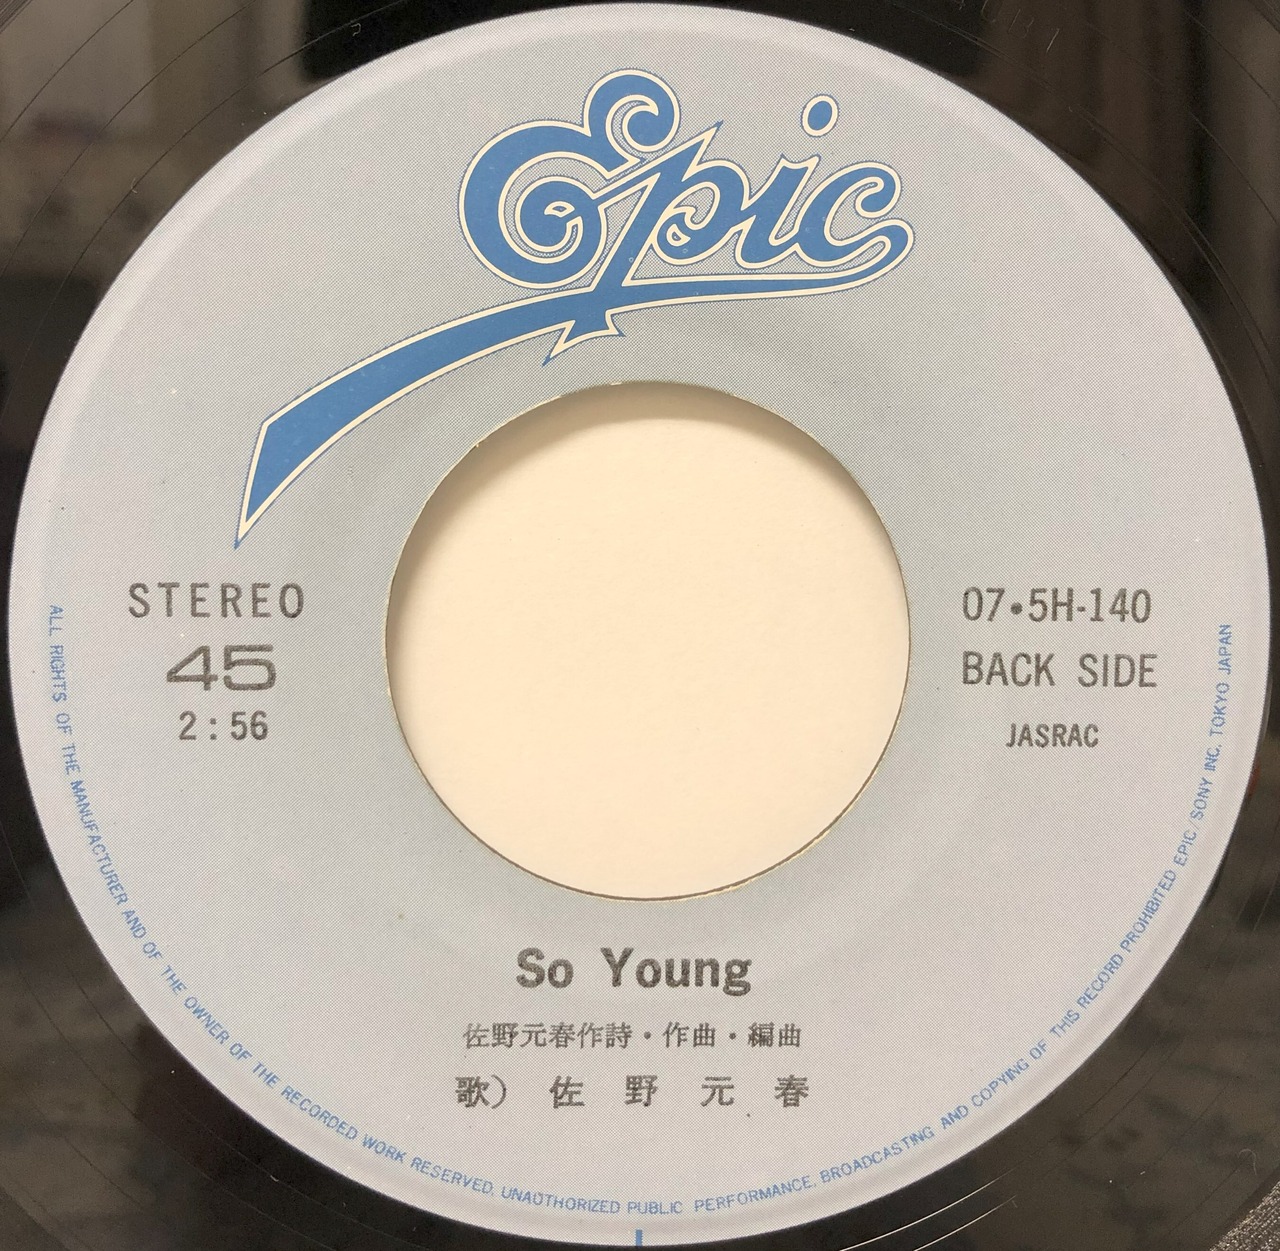 Epic
STEREO
45
2:56
07•5H-140
BACK SIDE
JASRAC
So Young
佐野元春作詩・作曲・編曲
歌） 佐野元春
ALL RIGHTS OF THE MANUFACTURER AND OF THE OWNER OF THE RECORDED WORK RESERVED. UNAUTHORIZED PUBLIC PERFORMANCE, BROADCASTING AND COPYING OF THIS RECORD PROHIBITED EPIC/SONY INC. TOKYO JAPAN